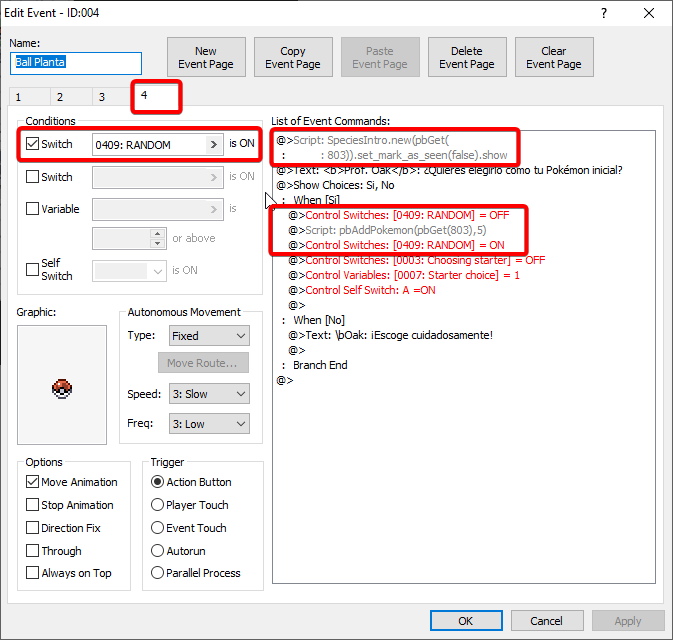 Edit Event - ID:004
Name:
Ball Planta
New Event Page
Copy Event Page
Paste Event Page
Delete Event Page
Clear Event Page
1 2 3 4
Conditions
Switch 0409: RANDOM is ON
Switch is ON
Variable is
or above
Self Switch is ON
Graphic:
Autonomous Movement
Type: Fixed
Move Route...
Speed: 3: Slow
Freq: 3: Low
Options
Move Animation
Stop Animation
Direction Fix
Through
Always on Top
Trigger
Action Button
Player Touch
Event Touch
Autorun
Parallel Process
List of Event Commands:
@>Script: SpeciesIntro.new(pbGet(
: : 803)).set_mark_as_seen(false).show
@>Text: <b>Prof. Oak</b>: ¿Quieres elegirlo como tu Pokémon inicial?
@>Show Choices: Si, No
: When [Si]
@>Control Switches: [0409: RANDOM] = OFF
@>Script: pbAddPokemon(pbGet(803),5)
@>Control Switches: [0409: RANDOM] = ON
@>Control Switches: [0003: Choosing starter] = OFF
@>Control Variables: [0007: Starter choice] = 1
@>Control Self Switch: A =ON
@>
: When [No]
@>Text: \bOak: ¡Escoge cuidadosamente!
@>
: Branch End
@>
OK Cancel Apply